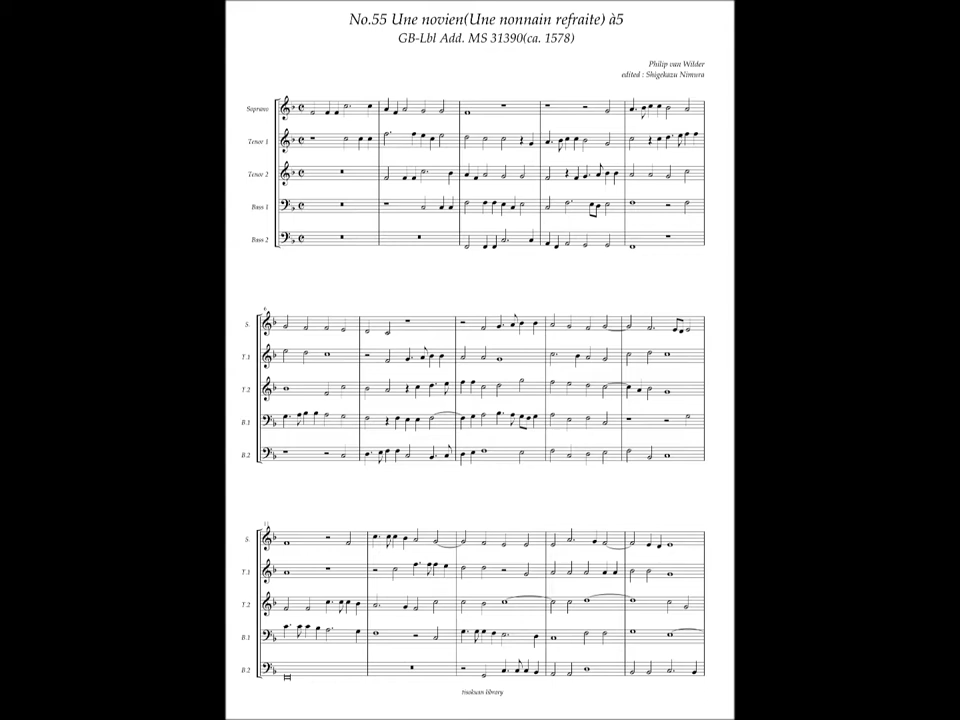 No.55 Une novien(Une nonnain refraite) à5
GB-Lbl Add. MS 31390(ca. 1578)
Philip van Wilder
edited : Shigekazu Nimura
Soprano
Tenor 1
Tenor 2
Bass 1
Bass 2
6
S.
T.1
T.2
B.1
B.2
11
S.
T.1
T.2
B.1
B.2
library